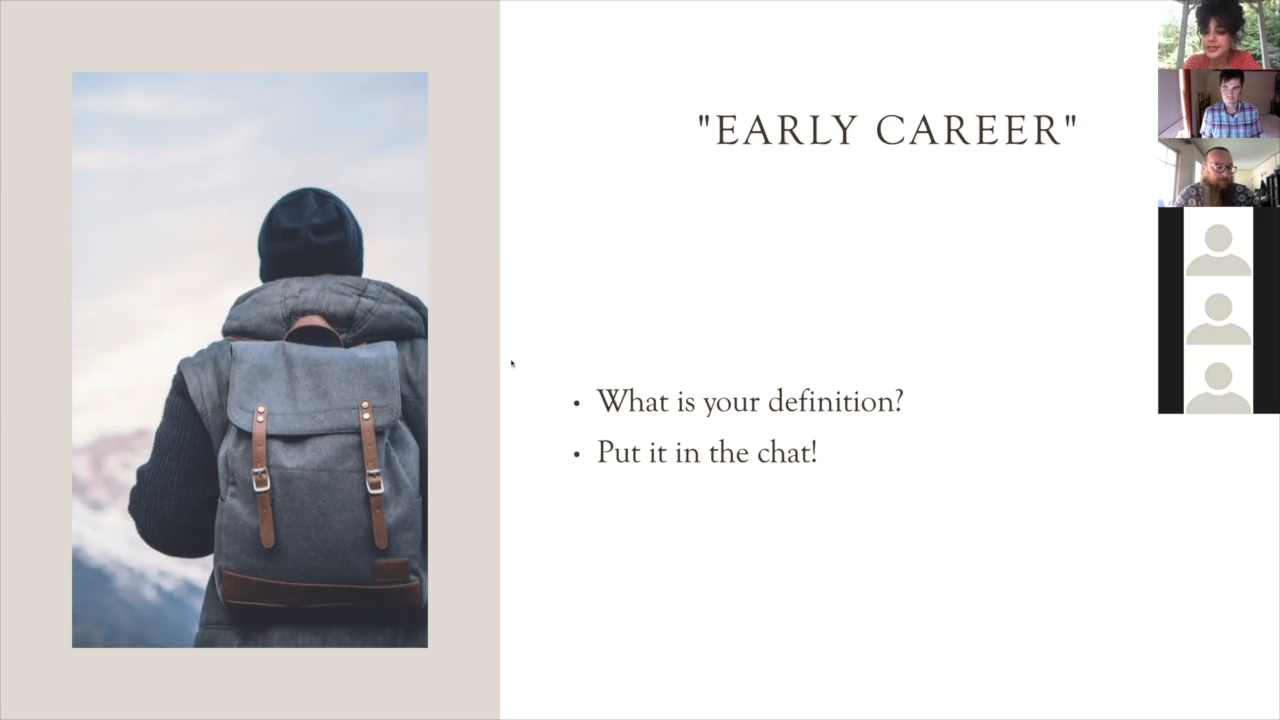 "EARLY CAREER"
• What is your definition?
• Put it in the chat!